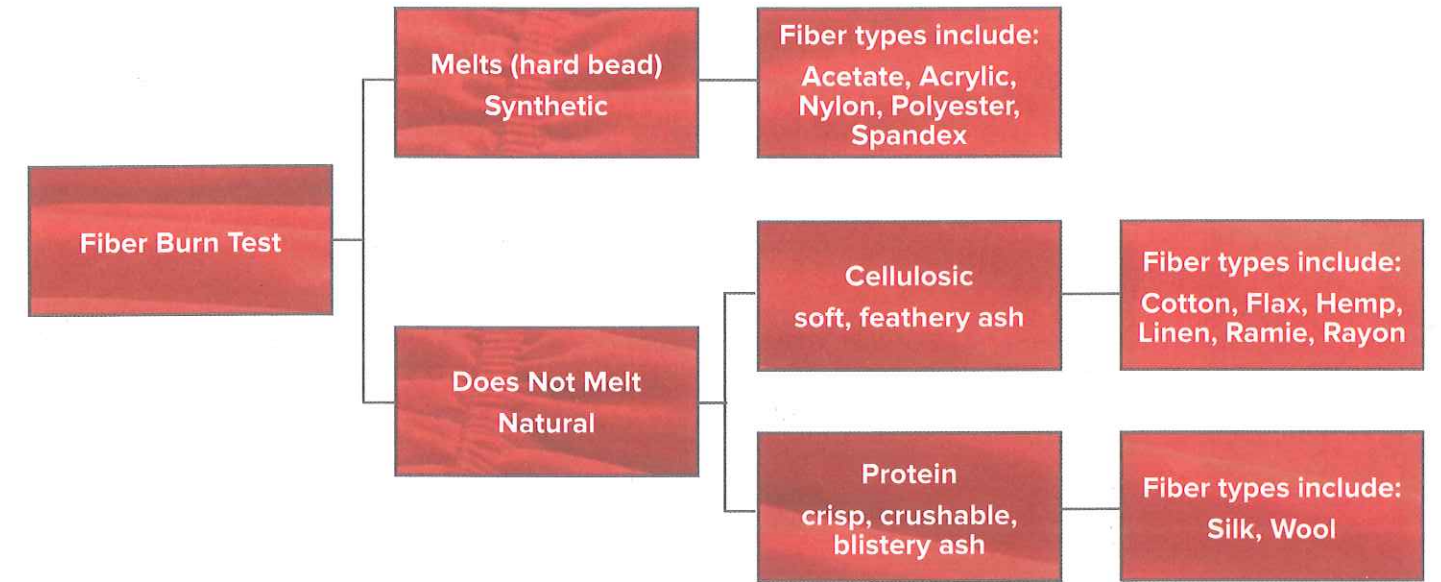 Fiber Burn Test
Melts (hard bead)
Synthetic
Fiber types include:
Acetate, Acrylic,
Nylon, Polyester,
Spandex
Does Not Melt
Natural
Cellulosic
soft, feathery ash
Fiber types include:
Cotton, Flax, Hemp,
Linen, Ramie, Rayon
Protein
crisp, crushable,
blistery ash
Fiber types include:
Silk, Wool